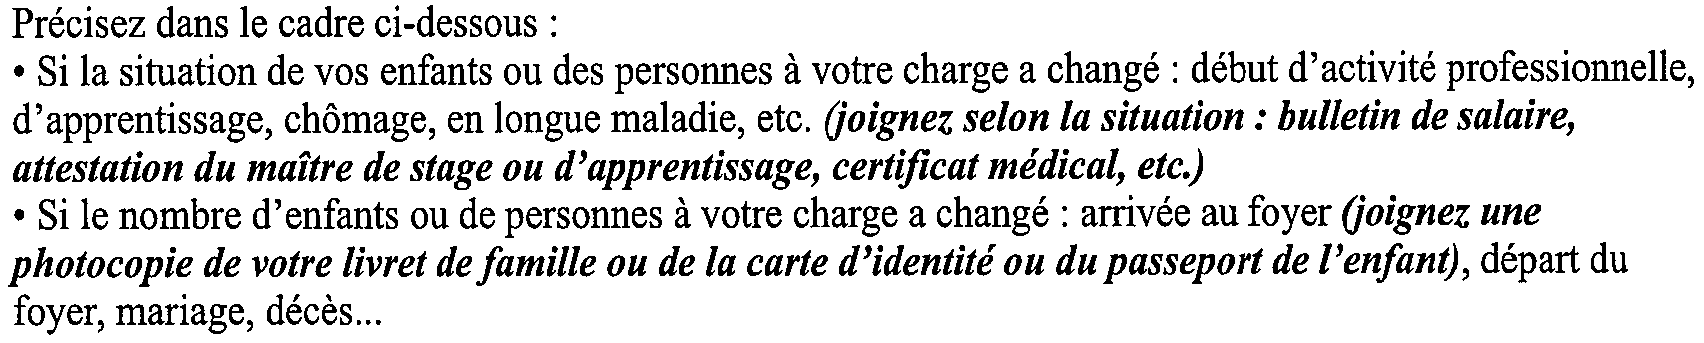 Précisez dans le cadre ci-dessous :
• Si la situation de vos enfants ou des personnes à votre charge a changé : début d’activité professionnelle,
d’apprentissage, chômage, en longue maladie, etc. (joignez selon la situation : bulletin de salaire,
attestation du maître de stage ou d’apprentissage, certificat médical, etc.)
• Si le nombre d’enfants ou de personnes à votre charge a changé : arrivée au foyer (joignez une
photocopie de votre livret de famille ou de la carte d’identité ou du passeport de l’enfant), départ du
foyer, mariage, décès...